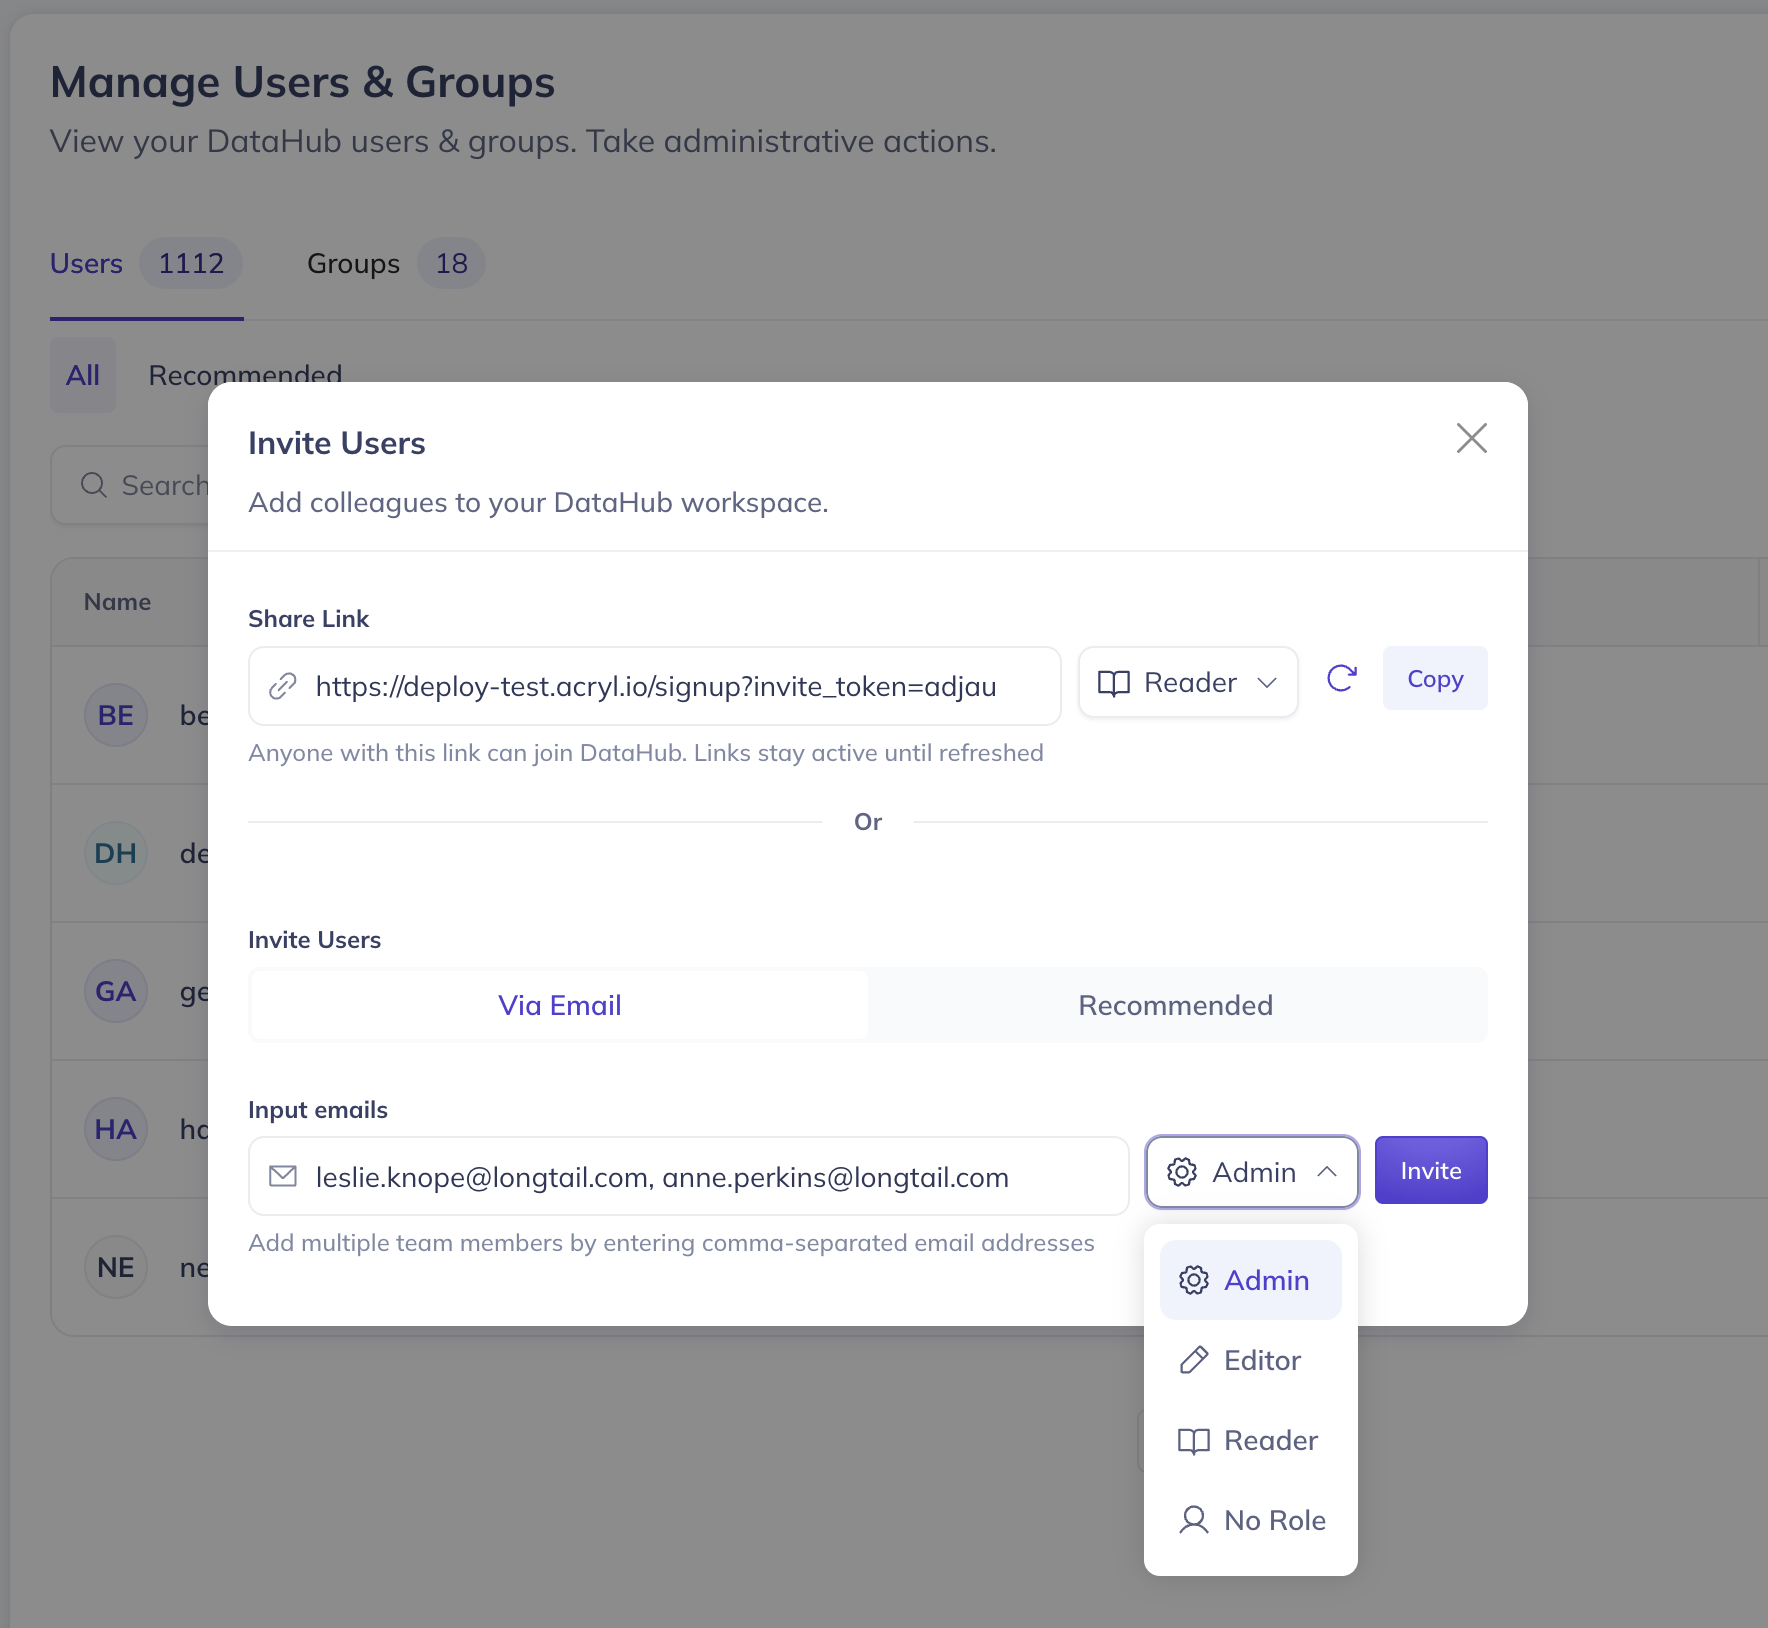 Manage Users & Groups
View your DataHub users & groups. Take administrative actions.
Users 1112 Groups 18
All Recommended
Search
Name
BE be
DH de
GA ge
HA ha
NE ne
Invite Users
Add colleagues to your DataHub workspace.
Share Link
https://deploy-test.acryl.io/signup?invite_token=adjau Reader Copy
Anyone with this link can join DataHub. Links stay active until refreshed
Or
Invite Users
Via Email Recommended
Input emails
leslie.knope@longtail.com, anne.perkins@longtail.com Admin Invite
Add multiple team members by entering comma-separated email addresses
Admin
Editor
Reader
No Role